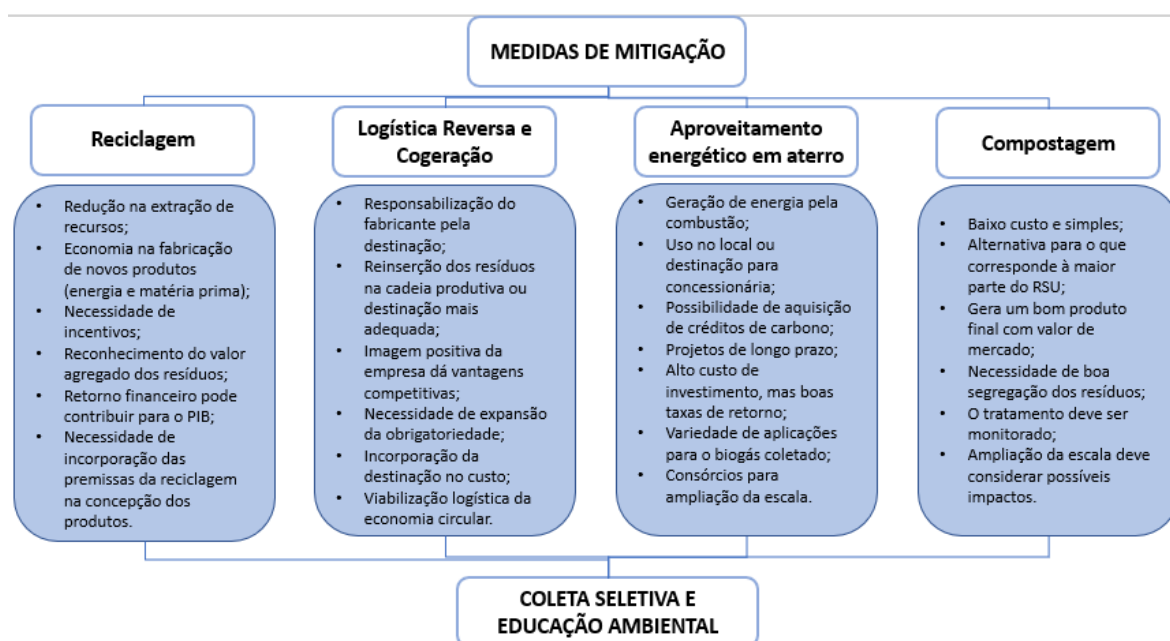 MEDIDAS DE MITIGAÇÃO
Reciclagem
• Redução na extração de
recursos;
• Economia na fabricação
de novos produtos
(energia e matéria prima);
• Necessidade de
incentivos;
• Reconhecimento do valor
agregado dos resíduos;
• Retorno financeiro pode
contribuir para o PIB;
• Necessidade de
incorporação das
premissas da reciclagem
na concepção dos
produtos.
Logística Reversa e
Cogeração
• Responsabilização do
fabricante pela
destinação;
• Reinserção dos resíduos
na cadeia produtiva ou
destinação mais
adequada;
• Imagem positiva da
empresa dá vantagens
competitivas;
• Necessidade de expansão
da obrigatoriedade;
• Incorporação da
destinação no custo;
• Viabilização logística da
economia circular.
Aproveitamento
energético em aterro
• Geração de energia pela
combustão;
• Uso no local ou
destinação para
concessionária;
• Possibilidade de aquisição
de créditos de carbono;
• Projetos de longo prazo;
• Alto custo de
investimento, mas boas
taxas de retorno;
• Variedade de aplicações
para o biogás coletado;
• Consórcios para
ampliação da escala.
Compostagem
• Baixo custo e simples;
• Alternativa para o que
corresponde à maior
parte do RSU;
• Gera um bom produto
final com valor de
mercado;
• Necessidade de boa
segregação dos resíduos;
• O tratamento deve ser
monitorado;
• Ampliação da escala deve
considerar possíveis
impactos.
COLETA SELETIVA E
EDUCAÇÃO AMBIENTAL